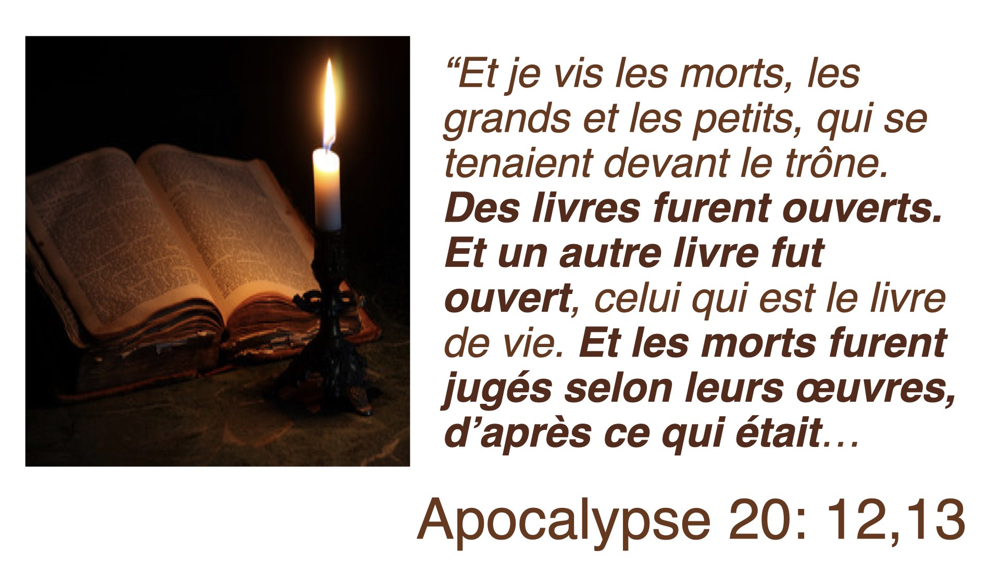 “Et je vis les morts, les
grands et les petits, qui se
tenaient devant le trône.
Des livres furent ouverts.
Et un autre livre fut
ouvert, celui qui est le livre
de vie. Et les morts furent
jugés selon leurs œuvres,
d’après ce qui était…
Apocalypse 20: 12,13